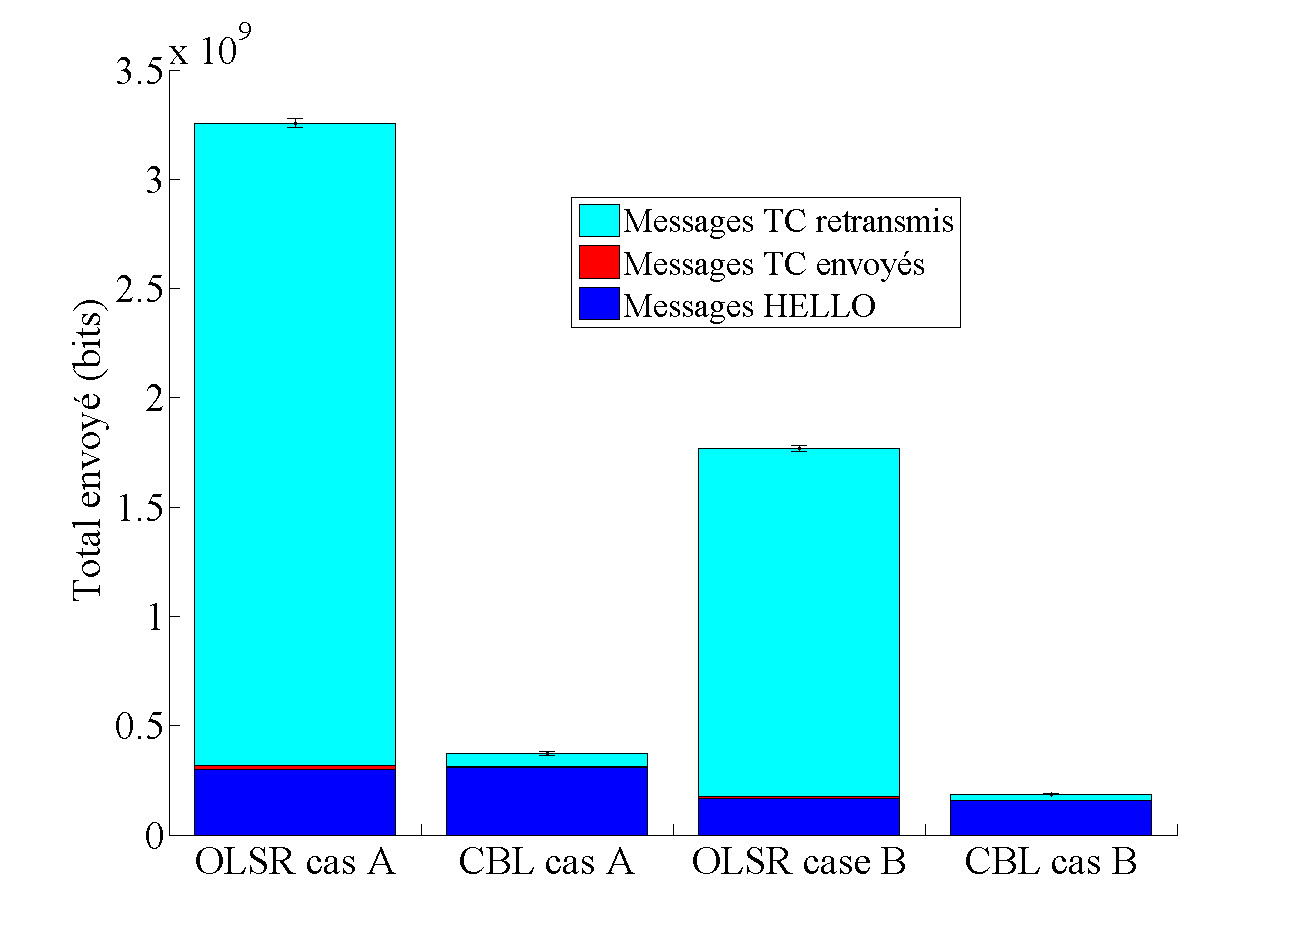 x 10^9
3.5
3
2.5
2
1.5
1
0.5
0
Total envoyé (bits)
Messages TC retransmis
Messages TC envoyés
Messages HELLO
OLSR cas A
CBL cas A
OLSR case B
CBL cas B